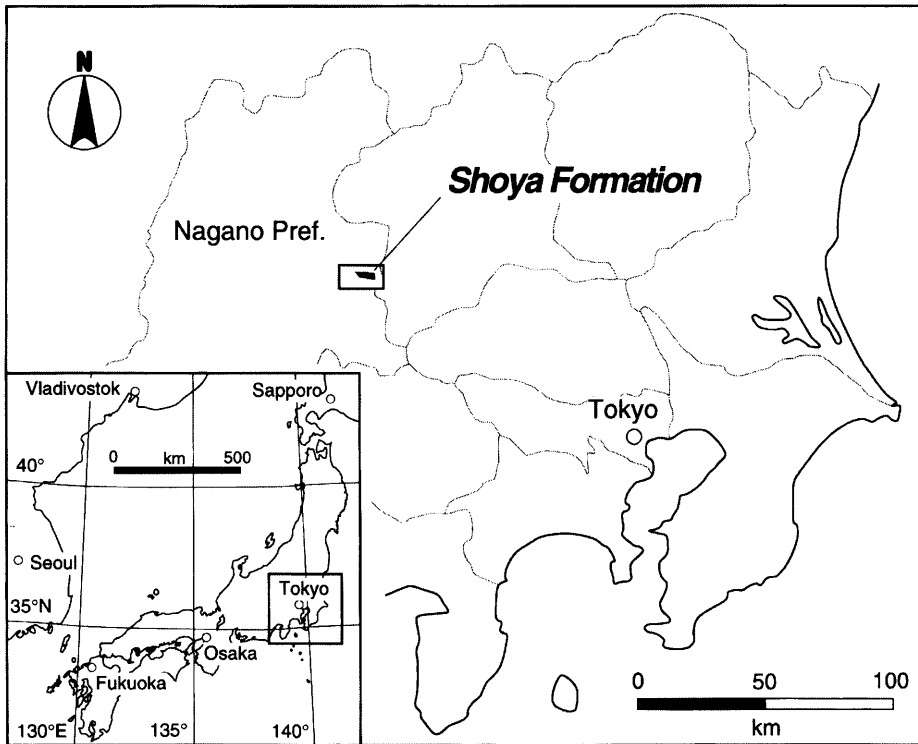 N
Shoya Formation
Nagano Pref.
Tokyo
0 50 100
km
Vladivostok
Sapporo
0 km 500
40°
Seoul
Tokyo
35°N
Osaka
Fukuoka
130°E 135° 140°